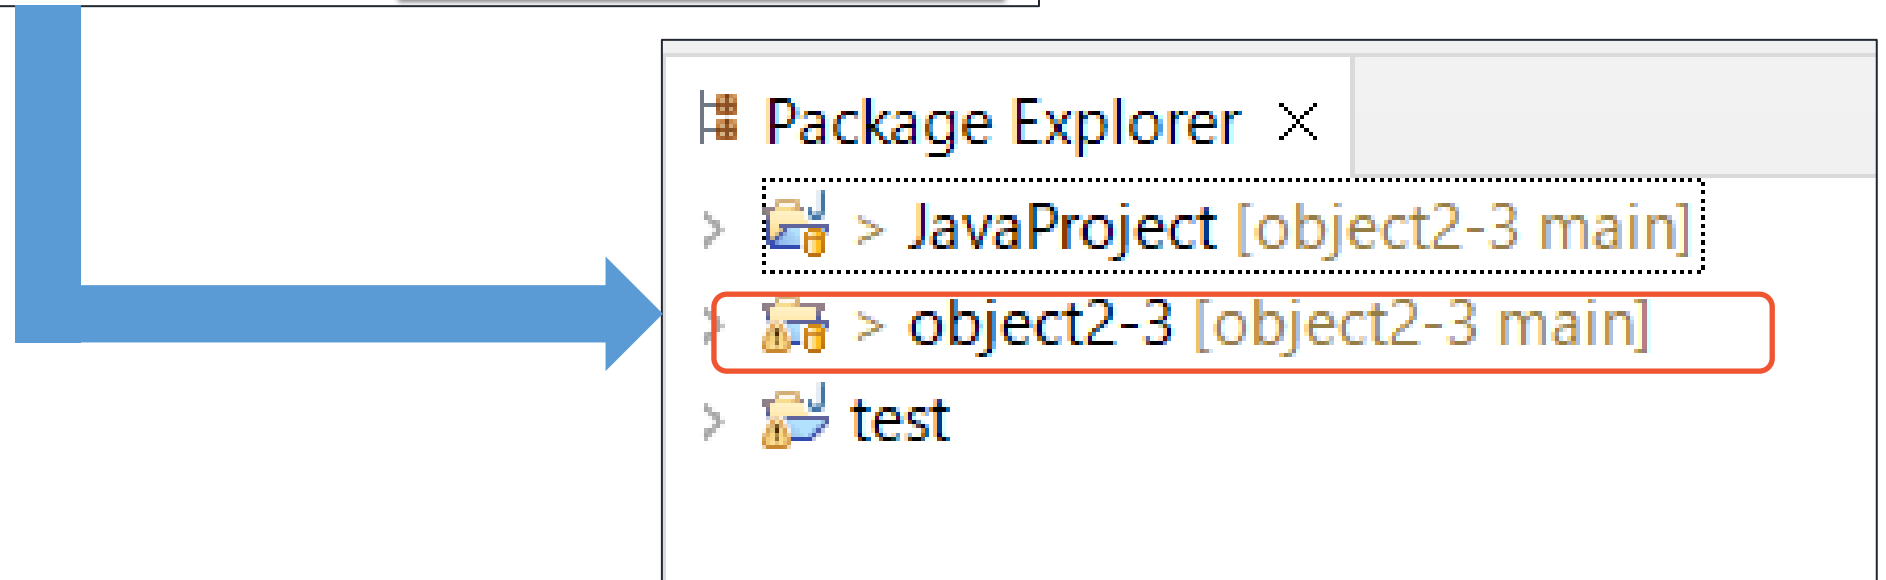 Package Explorer
> JavaProject [object2-3 main]
> object2-3 [object2-3 main]
test